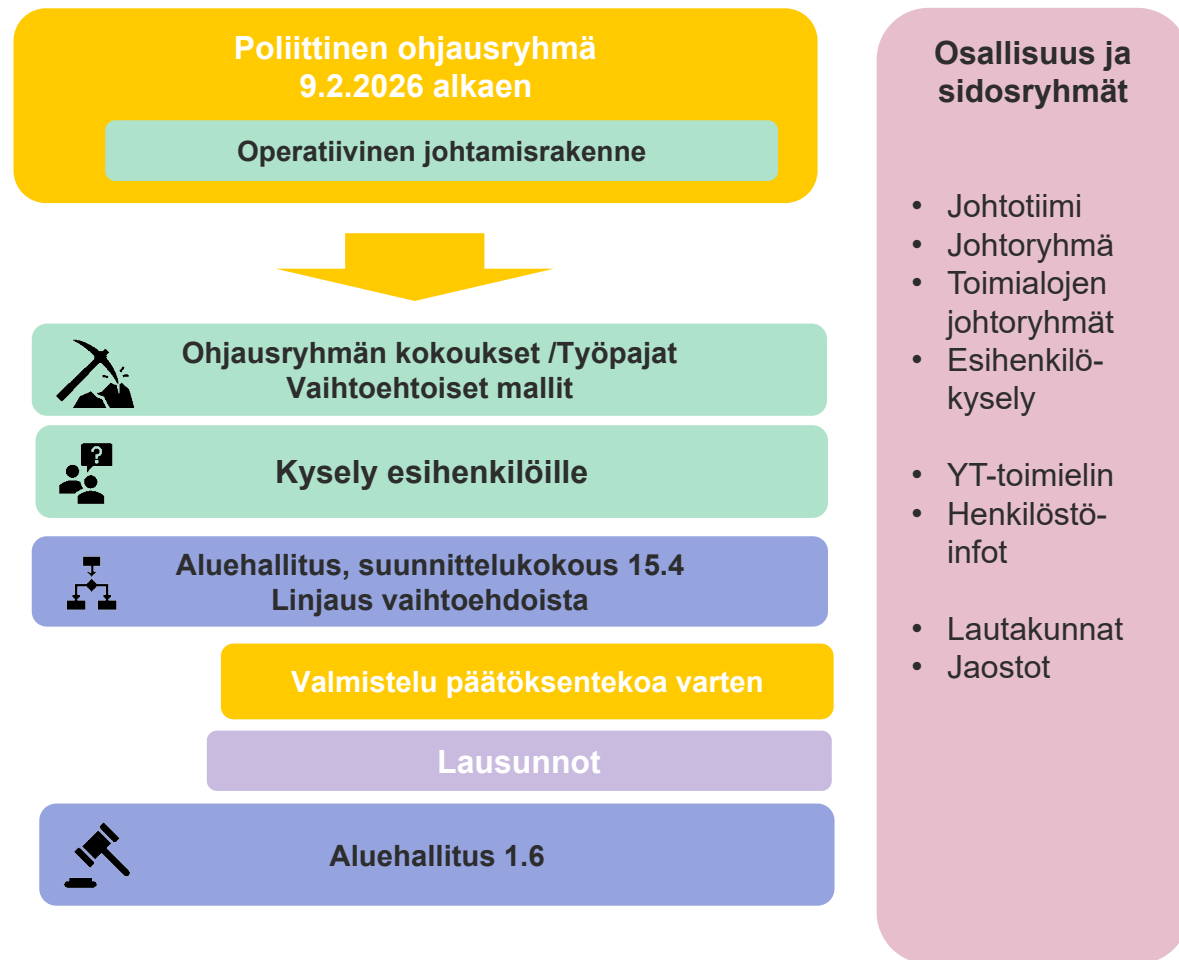 Poliittinen ohjausryhmä
9.2.2026 alkaen
Operatiivinen johtamisrakenne
Ohjausryhmän kokoukset /Työpajat
Vaihtoehtoiset mallit
?
Kysely esihenkilöille
Aluehallitus, suunnittelukokous 15.4
Linjaus vaihtoehdoista
Valmistelu päätöksentekoa varten
Lausunnot
Aluehallitus 1.6
Osallisuus ja
sidosryhmät
• Johtotiimi
• Johtoryhmä
• Toimialojen
johtoryhmät
• Esihenkilö-
kysely
• YT-toimielin
• Henkilöstö-
infot
• Lautakunnat
• Jaostot